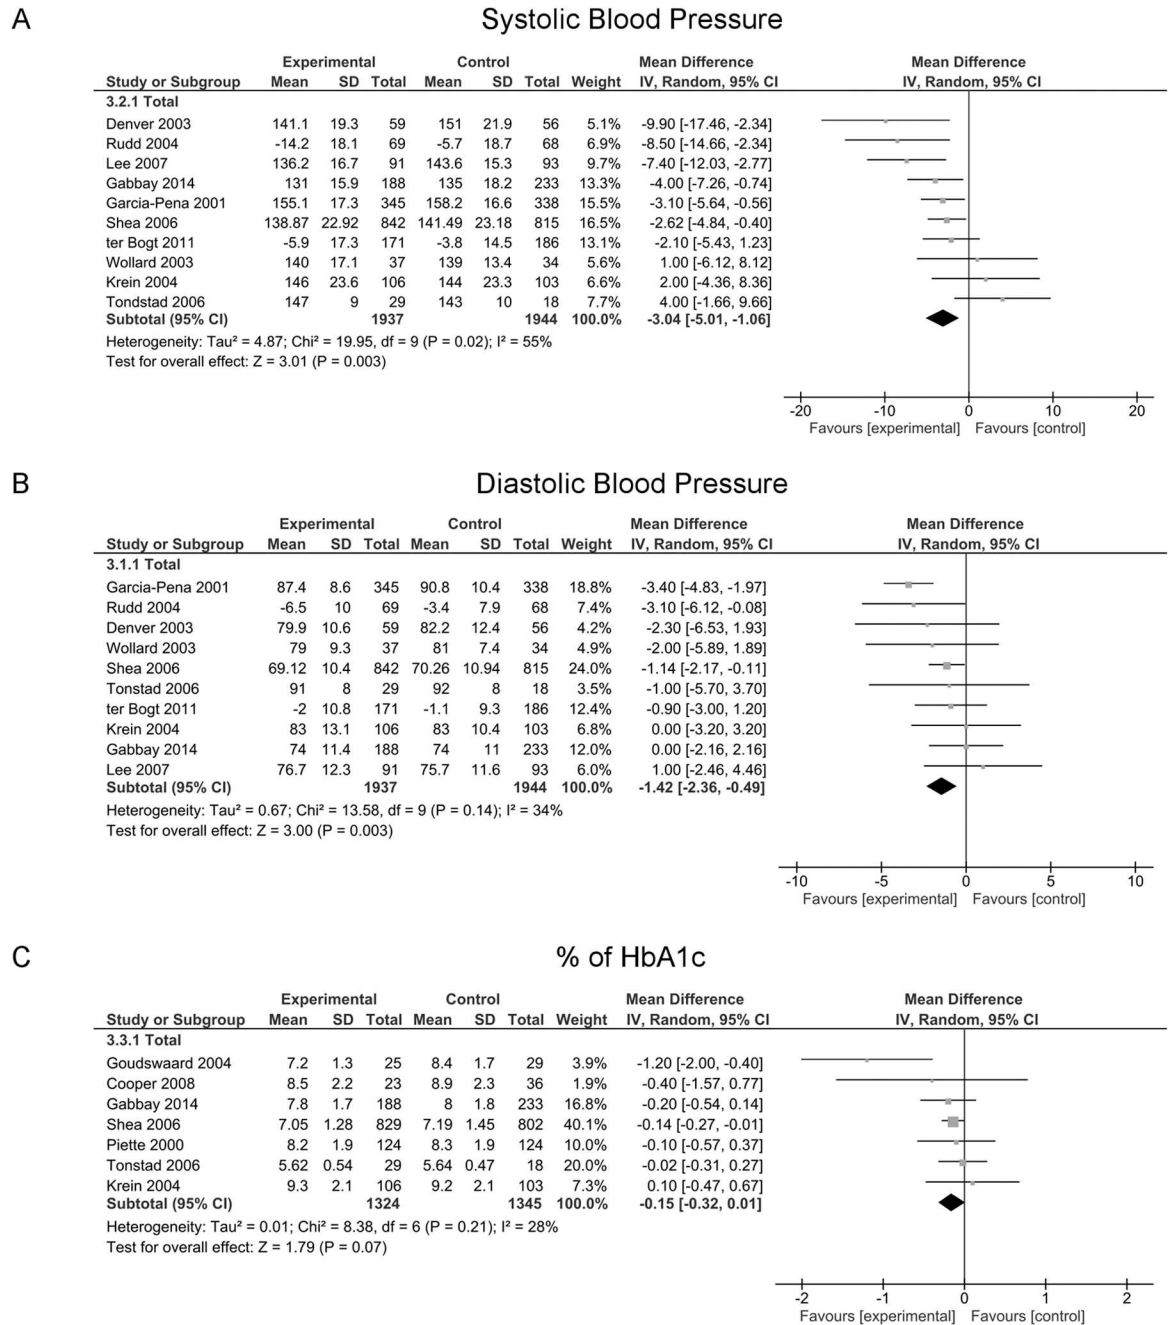 A
Systolic Blood Pressure
Experimental Control Mean Difference Mean Difference
Study or Subgroup Mean SD Total Mean SD Total Weight IV, Random, 95% CI IV, Random, 95% CI
3.2.1 Total
Denver 2003 141.1 19.3 59 151 21.9 56 5.1% -9.90 [-17.46, -2.34]
Rudd 2004 -14.2 18.1 69 -5.7 18.7 68 6.9% -8.50 [-14.66, -2.34]
Lee 2007 136.2 16.7 91 143.6 15.3 93 9.7% -7.40 [-12.03, -2.77]
Gabbay 2014 131 15.9 188 135 18.2 233 13.3% -4.00 [-7.26, -0.74]
Garcia-Pena 2001 155.1 17.3 345 158.2 16.6 338 15.5% -3.10 [-5.64, -0.56]
Shea 2006 138.87 22.92 842 141.49 23.18 815 16.5% -2.62 [-4.84, -0.40]
ter Bogt 2011 -5.9 17.3 171 -3.8 14.5 186 13.1% -2.10 [-5.43, 1.23]
Wollard 2003 140 17.1 37 139 13.4 34 5.6% 1.00 [-6.12, 8.12]
Krein 2004 146 23.6 106 144 23.3 103 6.6% 2.00 [-4.36, 8.36]
Tondstad 2006 147 9 29 143 10 18 7.7% 4.00 [-1.66, 9.66]
Subtotal (95% CI) 1937 1944 100.0% -3.04 [-5.01, -1.06]
Heterogeneity: Tau² = 4.87; Chi² = 19.95, df = 9 (P = 0.02); I² = 55%
Test for overall effect: Z = 3.01 (P = 0.003)
-20 -10 0 10 20
Favours [experimental] Favours [control]
B
Diastolic Blood Pressure
Experimental Control Mean Difference Mean Difference
Study or Subgroup Mean SD Total Mean SD Total Weight IV, Random, 95% CI IV, Random, 95% CI
3.1.1 Total
Garcia-Pena 2001 87.4 8.6 345 90.8 10.4 338 18.8% -3.40 [-4.83, -1.97]
Rudd 2004 -6.5 10 69 -3.4 7.9 68 7.4% -3.10 [-6.12, -0.08]
Denver 2003 79.9 10.6 59 82.2 12.4 56 4.2% -2.30 [-6.53, 1.93]
Wollard 2003 79 9.3 37 81 7.4 34 4.9% -2.00 [-5.89, 1.89]
Shea 2006 69.12 10.4 842 70.26 10.94 815 24.0% -1.14 [-2.17, -0.11]
Tonstad 2006 91 8 29 92 8 18 3.5% -1.00 [-5.70, 3.70]
ter Bogt 2011 -2 10.8 171 -1.1 9.3 186 12.4% -0.90 [-3.00, 1.20]
Krein 2004 83 13.1 106 83 10.4 103 6.8% 0.00 [-3.20, 3.20]
Gabbay 2014 74 11.4 188 74 11 233 12.0% 0.00 [-2.16, 2.16]
Lee 2007 76.7 12.3 91 75.7 11.6 93 6.0% 1.00 [-2.46, 4.46]
Subtotal (95% CI) 1937 1944 100.0% -1.42 [-2.36, -0.49]
Heterogeneity: Tau² = 0.67; Chi² = 13.58, df = 9 (P = 0.14); I² = 34%
Test for overall effect: Z = 3.00 (P = 0.003)
-10 -5 0 5 10
Favours [experimental] Favours [control]
C
% of HbA1c
Experimental Control Mean Difference Mean Difference
Study or Subgroup Mean SD Total Mean SD Total Weight IV, Random, 95% CI IV, Random, 95% CI
3.3.1 Total
Goudswaard 2004 7.2 1.3 25 8.4 1.7 29 3.9% -1.20 [-2.00, -0.40]
Cooper 2008 8.5 2.2 23 8.9 2.3 36 1.9% -0.40 [-1.57, 0.77]
Gabbay 2014 7.8 1.7 188 8 1.8 233 16.8% -0.20 [-0.54, 0.14]
Shea 2006 7.05 1.28 829 7.19 1.45 802 40.1% -0.14 [-0.27, -0.01]
Piette 2000 8.2 1.9 124 8.3 1.9 124 10.0% -0.10 [-0.57, 0.37]
Tonstad 2006 5.62 0.54 29 5.64 0.47 18 20.0% -0.02 [-0.31, 0.27]
Krein 2004 9.3 2.1 106 9.2 2.1 103 7.3% 0.10 [-0.47, 0.67]
Subtotal (95% CI) 1324 1345 100.0% -0.15 [-0.32, 0.01]
Heterogeneity: Tau² = 0.01; Chi² = 8.38, df = 6 (P = 0.21); I² = 28%
Test for overall effect: Z = 1.79 (P = 0.07)
-2 -1 0 1 2
Favours [experimental] Favours [control]